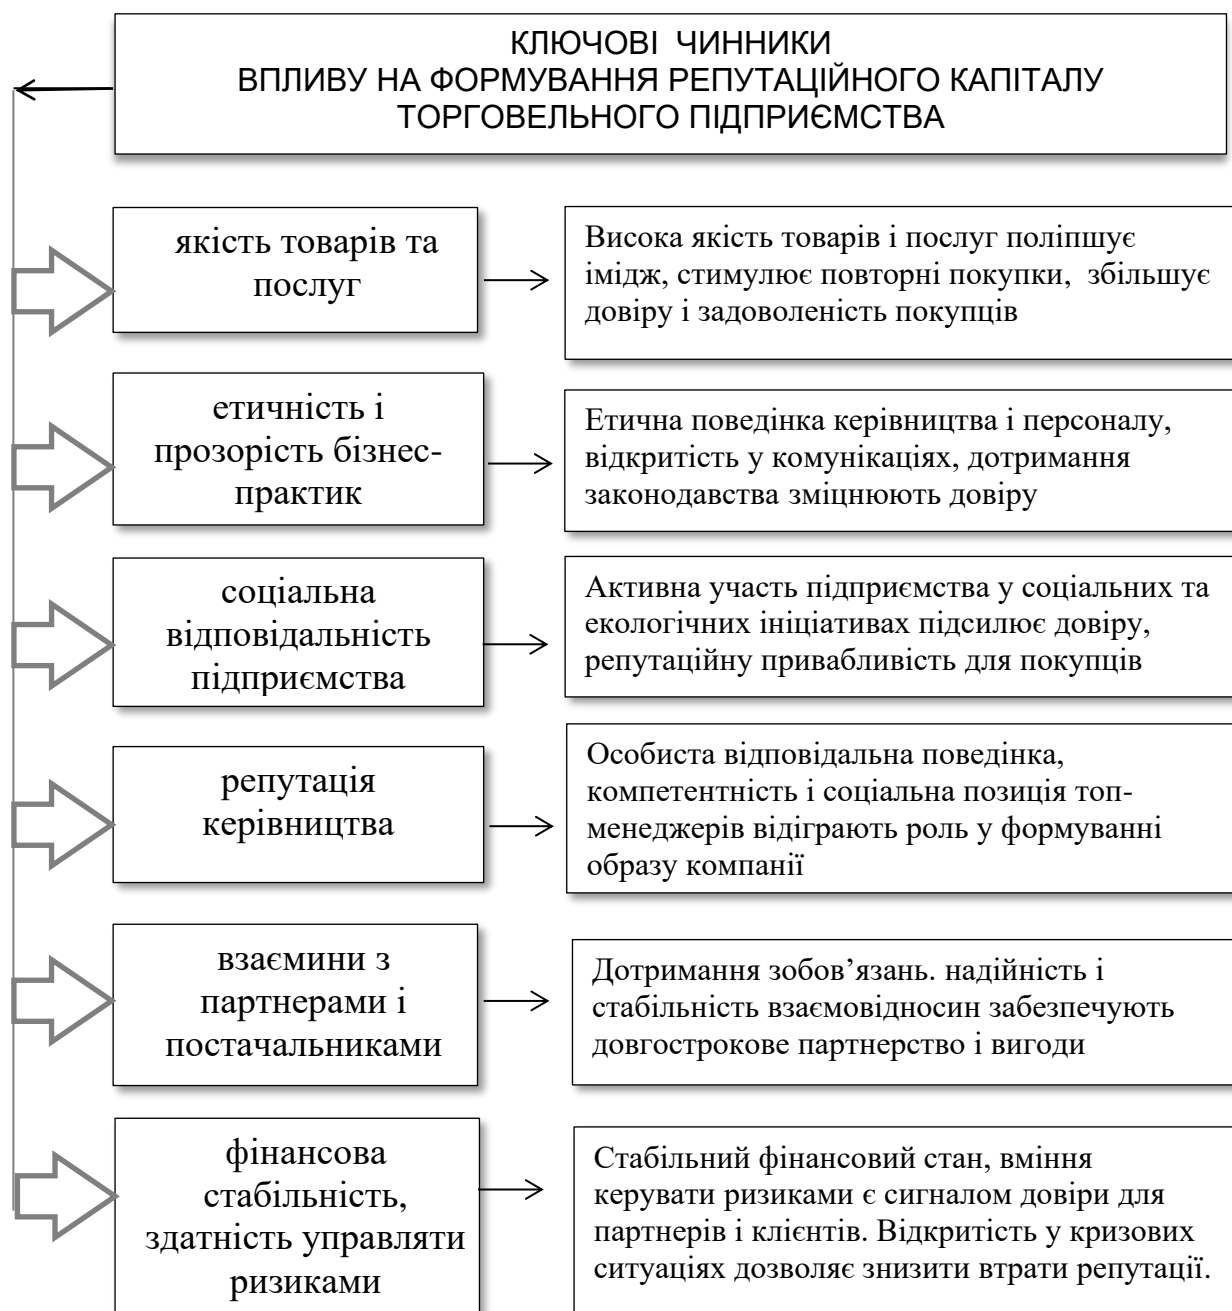 КЛЮЧОВІ ЧИННИКИ
ВПЛИВУ НА ФОРМУВАННЯ РЕПУТАЦІЙНОГО КАПІТАЛУ
ТОРГОВЕЛЬНОГО ПІДПРИЄМСТВА
якість товарів та
послуг
Висока якість товарів і послуг поліпшує
імідж, стимулює повторні покупки, збільшує
довіру і задоволеність покупців
етичність і
прозорість бізнес-
практик
Етична поведінка керівництва і персоналу,
відкритість у комунікаціях, дотримання
законодавства зміцнюють довіру
соціальна
відповідальність
підприємства
Активна участь підприємства у соціальних та
екологічних ініціативах підсилює довіру,
репутаційну привабливість для покупців
репутація
керівництва
Особиста відповідальна поведінка,
компетентність і соціальна позиція топ-
менеджерів відіграють роль у формуванні
образу компанії
взаємини з
партнерами і
постачальниками
Дотримання зобов’язань. надійність і
стабільність взаємовідносин забезпечують
довгострокове партнерство і вигоди
фінансова
стабільність,
здатність управляти
ризиками
Стабільний фінансовий стан, вміння
керувати ризиками є сигналом довіри для
партнерів і клієнтів. Відкритість у кризових
ситуаціях дозволяє знизити втрати репутації.